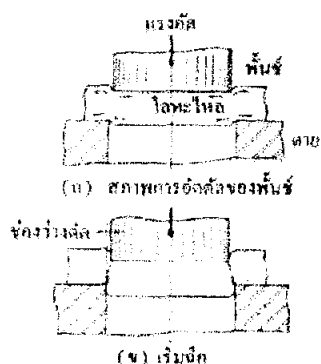 แรงตัด
พั้นช์
โลหะไหล
ดาย
(ก) สภาพการอัดตัดของพั้นช์
ช่องว่างตัด
(ข) เริ่มฉีก